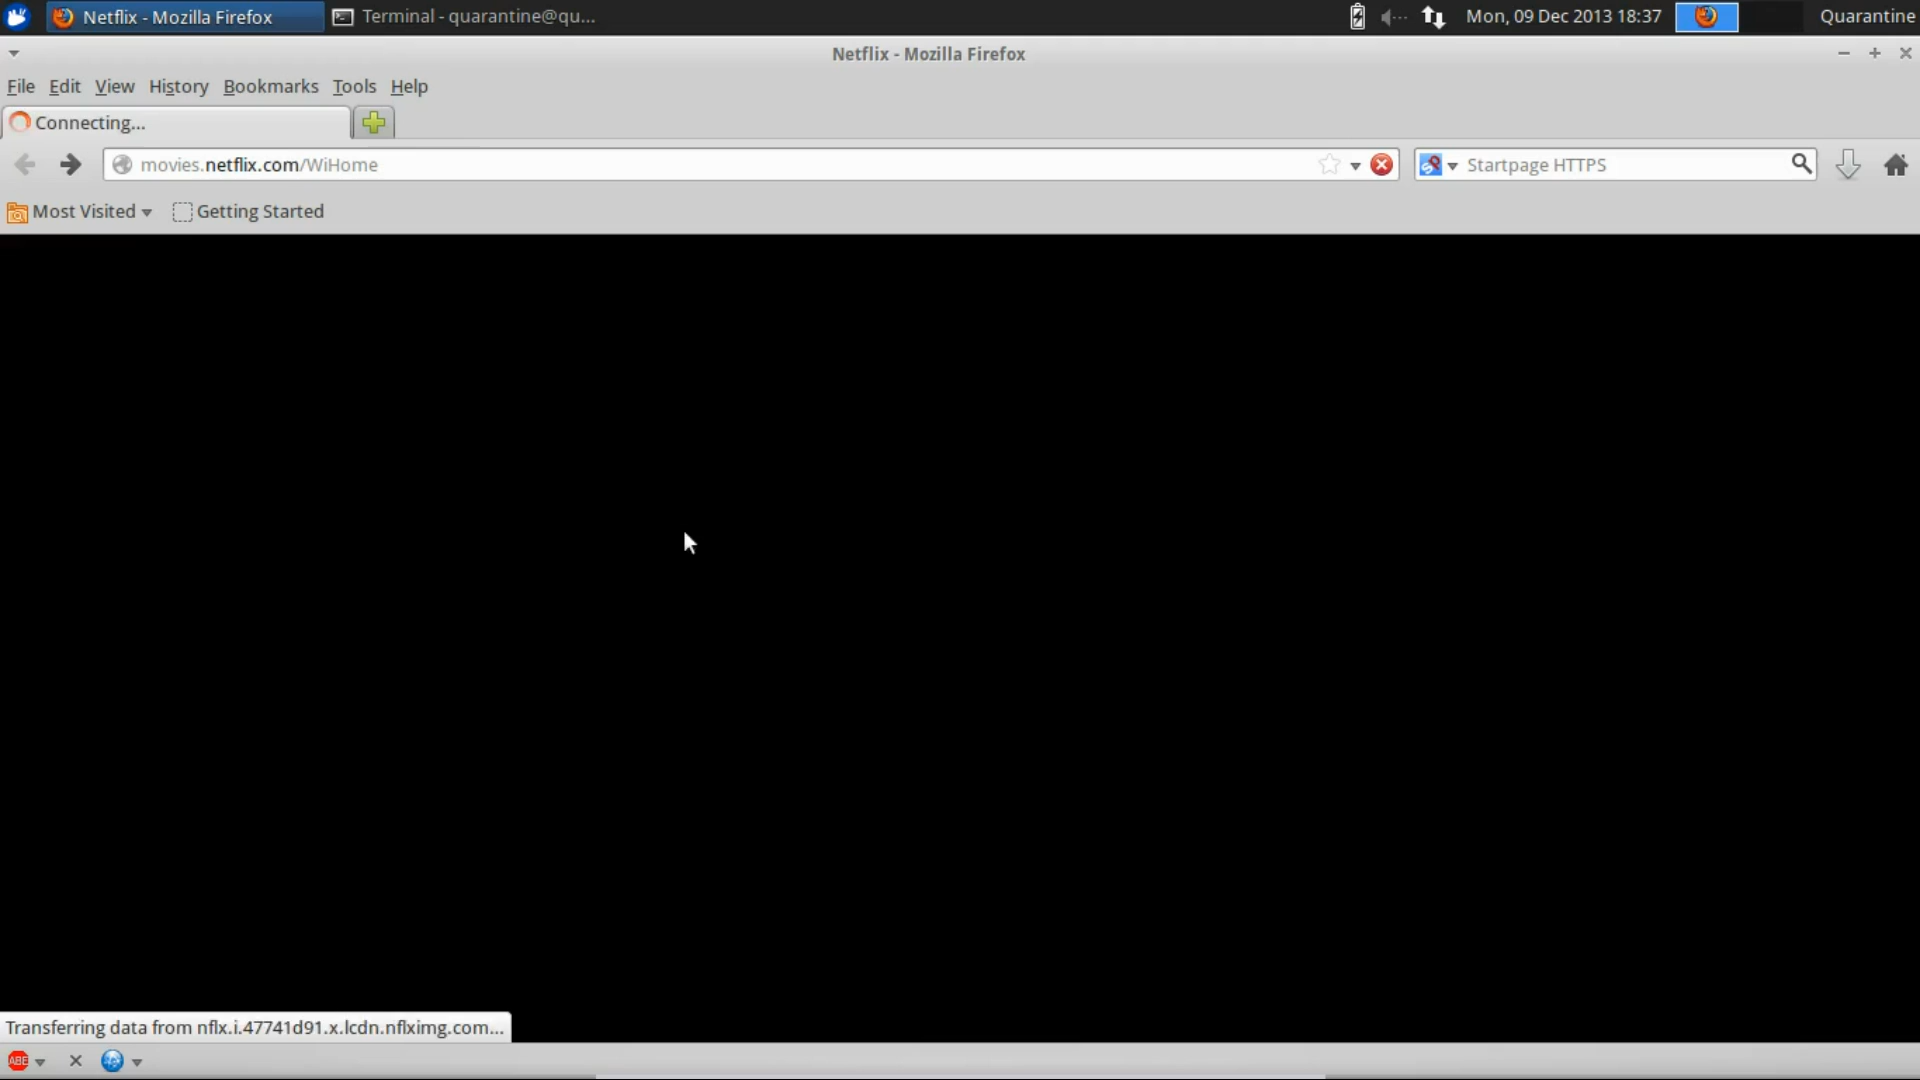 Netflix - Mozilla Firefox
Terminal - quarantine@qu...
Mon, 09 Dec 2013 18:37
Quarantine
Netflix - Mozilla Firefox
File Edit View History Bookmarks Tools Help
Connecting...
movies.netflix.com/WiHome
Startpage HTTPS
Most Visited
Getting Started
Transferring data from nflx.i.47741d91.x.lcdn.nflximg.com...
ABE